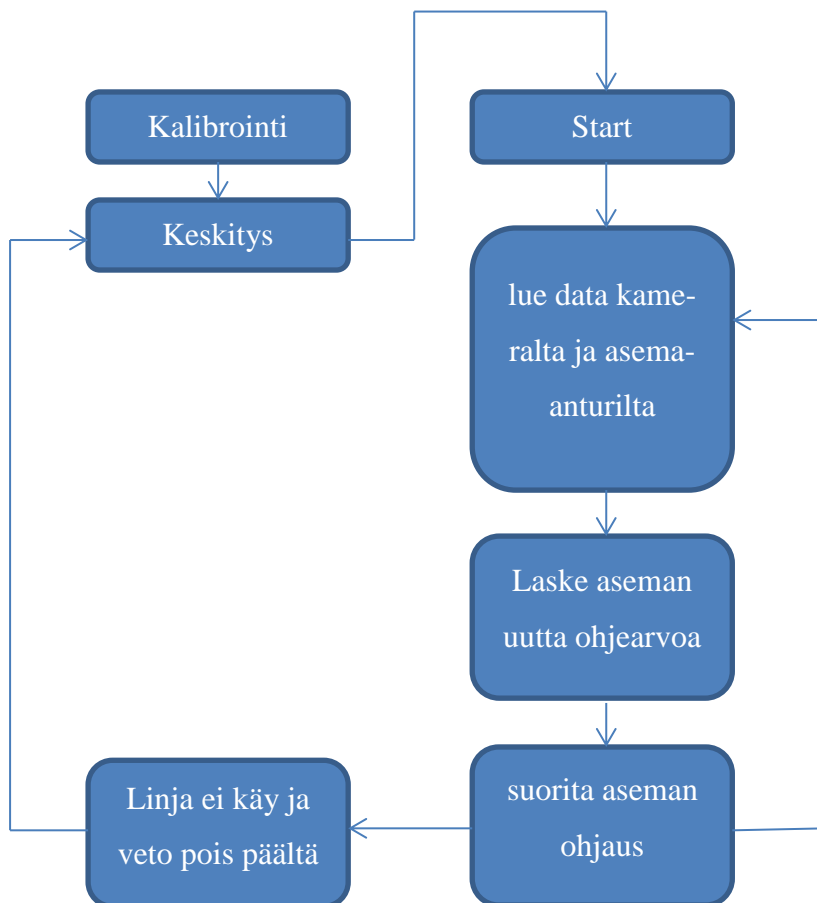 Kalibrointi
Keskitys
Start
lue data kame-
ralta ja asema-
anturilta
Laske aseman
uutta ohjearvoa
suorita aseman
ohjaus
Linja ei käy ja
veto pois päältä